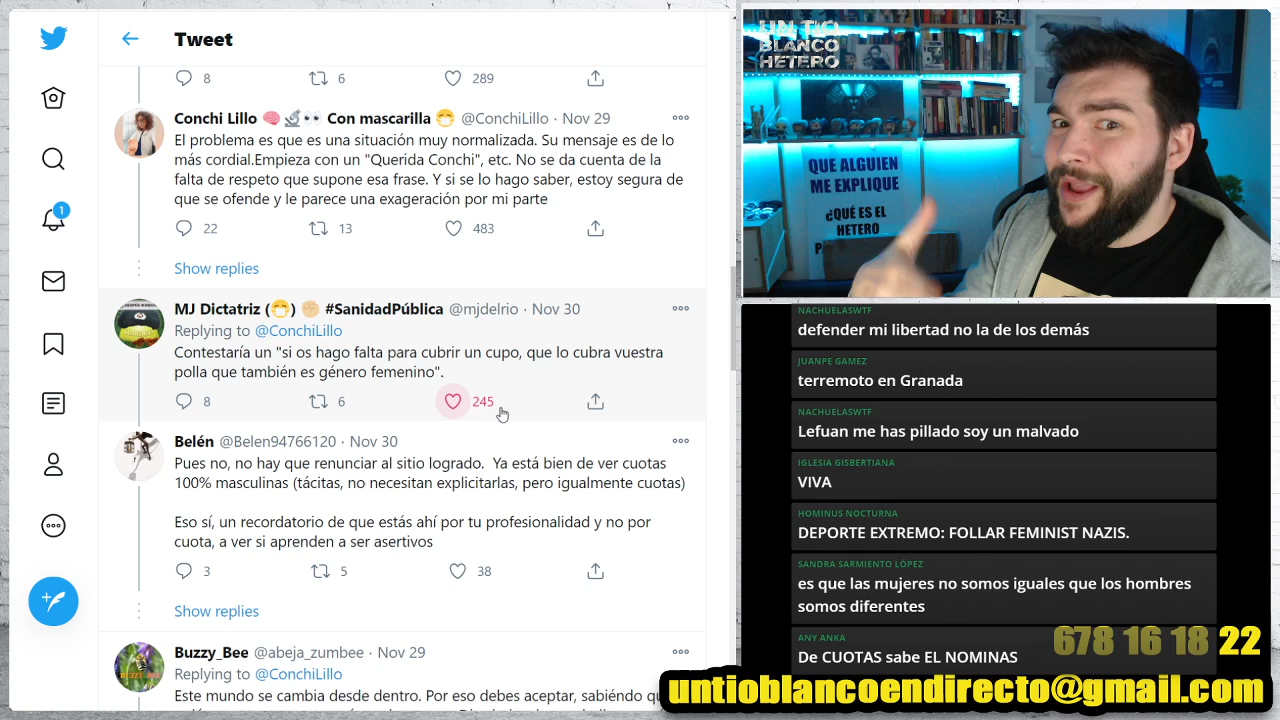 Tweet
8 6 289
Conchi Lillo 🧠🔬👀 Con mascarilla 😷 @ConchiLillo · Nov 29
El problema es que es una situación muy normalizada. Su mensaje es de lo
más cordial.Empieza con un "Querida Conchi", etc. No se da cuenta de la
falta de respeto que supone esa frase. Y si se lo hago saber, estoy segura de
que se ofende y le parece una exageración por mi parte
22 13 483
Show replies
MJ Dictatriz (😷) ✊🏼 #SanidadPública @mjdelrio · Nov 30
Replying to @ConchiLillo
Contestaría un "si os hago falta para cubrir un cupo, que lo cubra vuestra
polla que también es género femenino".
8 6 245
Belén @Belen94766120 · Nov 30
Pues no, no hay que renunciar al sitio logrado. Ya está bien de ver cuotas
100% masculinas (tácitas, no necesitan explicitarlas, pero igualmente cuotas)
Eso sí, un recordatorio de que estás ahí por tu profesionalidad y no por
cuota, a ver si aprenden a ser asertivos
3 5 38
Show replies
Buzzy_Bee @abeja_zumbee · Nov 29
Replying to @ConchiLillo
Este mundo se cambia desde dentro. Por eso debes aceptar, sabiendo
1
UN TIO
BLANCO
HETERO
QUE ALGUIEN
ME EXPLIQUE
¿QUÉ ES EL
HETERO
NACHUELASWTF
defender mi libertad no la de los demás
JUANPE GAMEZ
terremoto en Granada
NACHUELASWTF
Lefuan me has pillado soy un malvado
IGLESIA GISBERTIANA
VIVA
HOMINUS NOCTURNA
DEPORTE EXTREMO: FOLLAR FEMINIST NAZIS.
SANDRA SARMIENTO LÓPEZ
es que las mujeres no somos iguales que los hombres
somos diferentes
ANY ANKA
De CUOTAS sabe EL NOMINAS
678 16 18 22
untioblancoendirecto@gmail.com